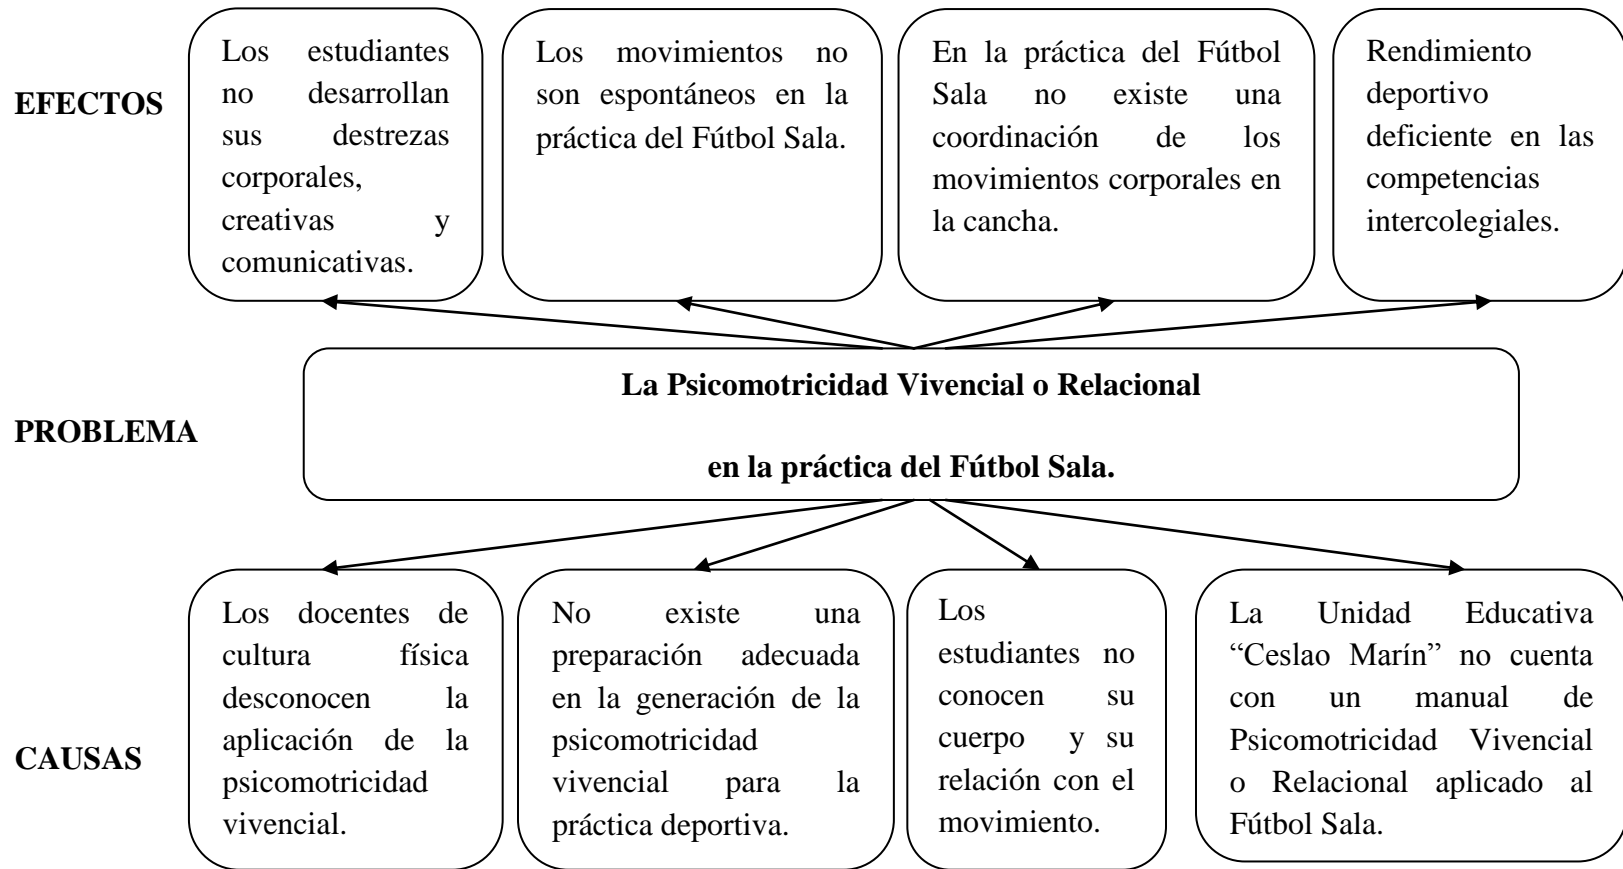 EFECTOS
Los estudiantes
no desarrollan
sus destrezas
corporales,
creativas y
comunicativas.
Los movimientos no
son espontáneos en la
práctica del Fútbol Sala.
En la práctica del Fútbol
Sala no existe una
coordinación de los
movimientos corporales en
la cancha.
Rendimiento
deportivo
deficiente en las
competencias
intercolegiales.
PROBLEMA
La Psicomotricidad Vivencial o Relacional
en la práctica del Fútbol Sala.
CAUSAS
Los docentes de
cultura física
desconocen la
aplicación de la
psicomotricidad
vivencial.
No existe una
preparación adecuada
en la generación de la
psicomotricidad
vivencial para la
práctica deportiva.
Los
estudiantes no
conocen su
cuerpo y su
relación con el
movimiento.
La Unidad Educativa
“Ceslao Marín” no cuenta
con un manual de
Psicomotricidad Vivencial
o Relacional aplicado al
Fútbol Sala.